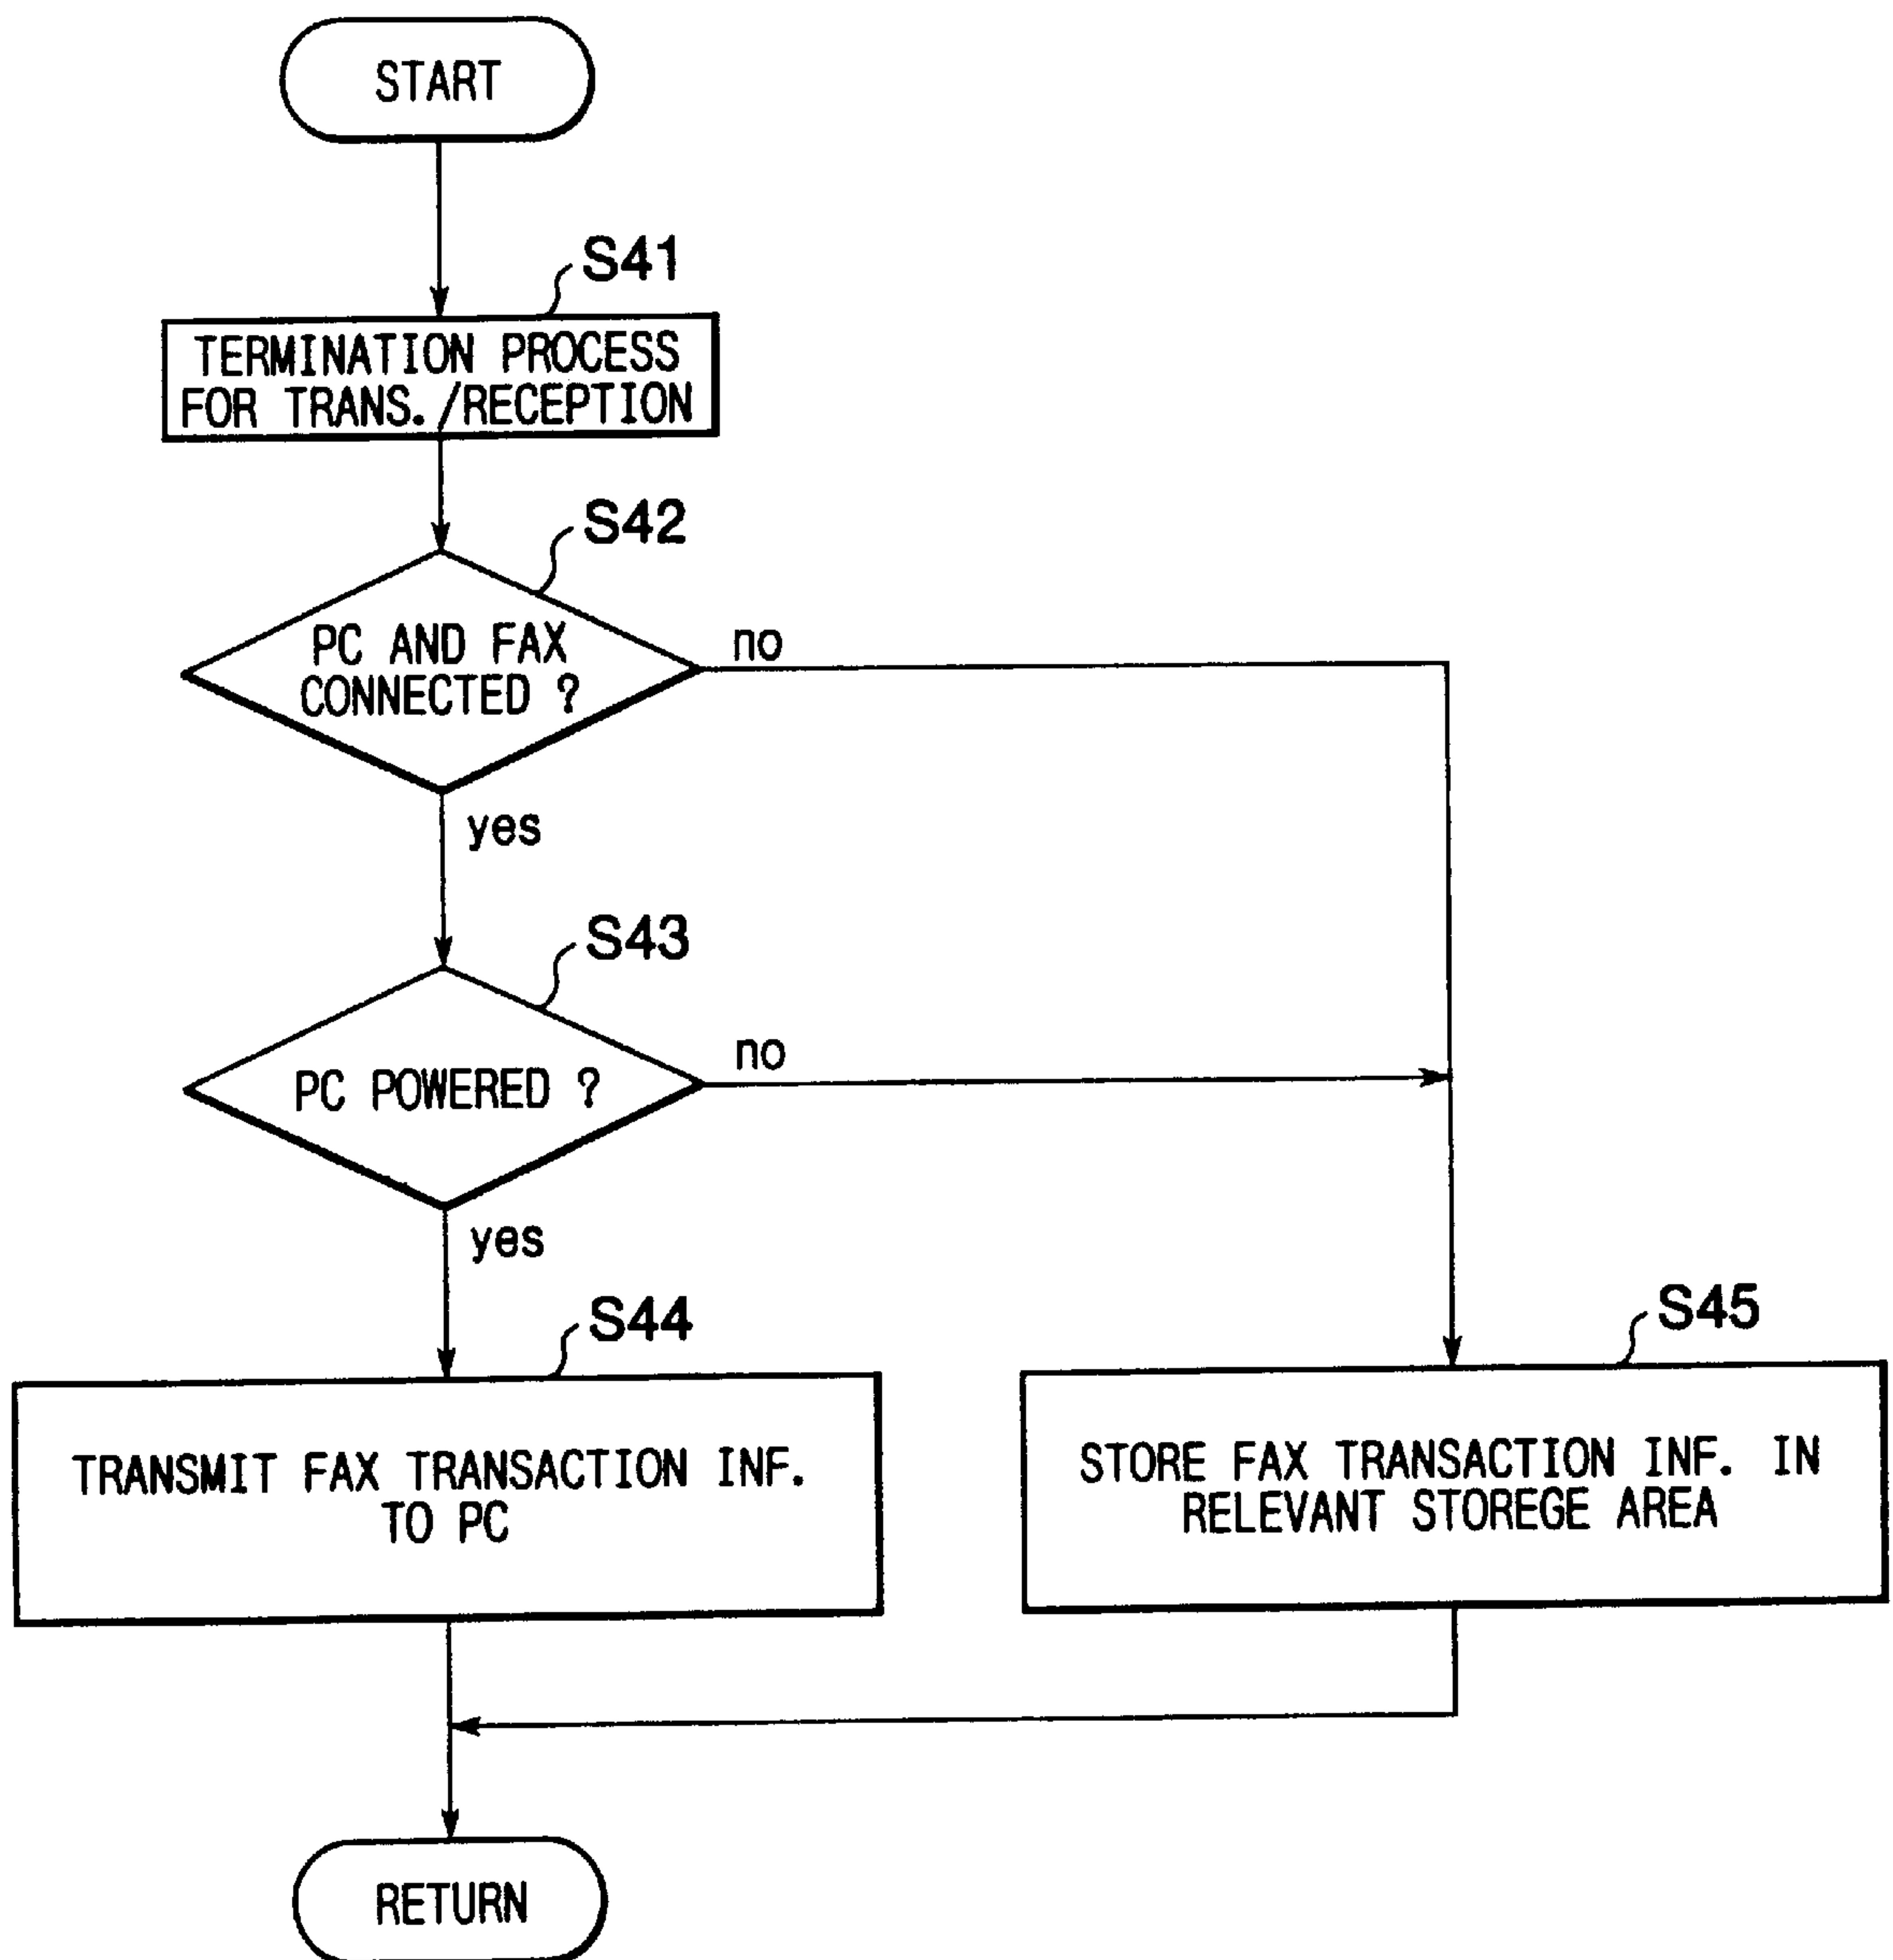 START
S41
TERMINATION PROCESS
FOR TRANS./RECEPTION
S42
PC AND FAX
CONNECTED ?
no
yes
S43
PC POWERED ?
no
yes
S44
TRANSMIT FAX TRANSACTION INF.
TO PC
S45
STORE FAX TRANSACTION INF. IN
RELEVANT STOREGE AREA
RETURN